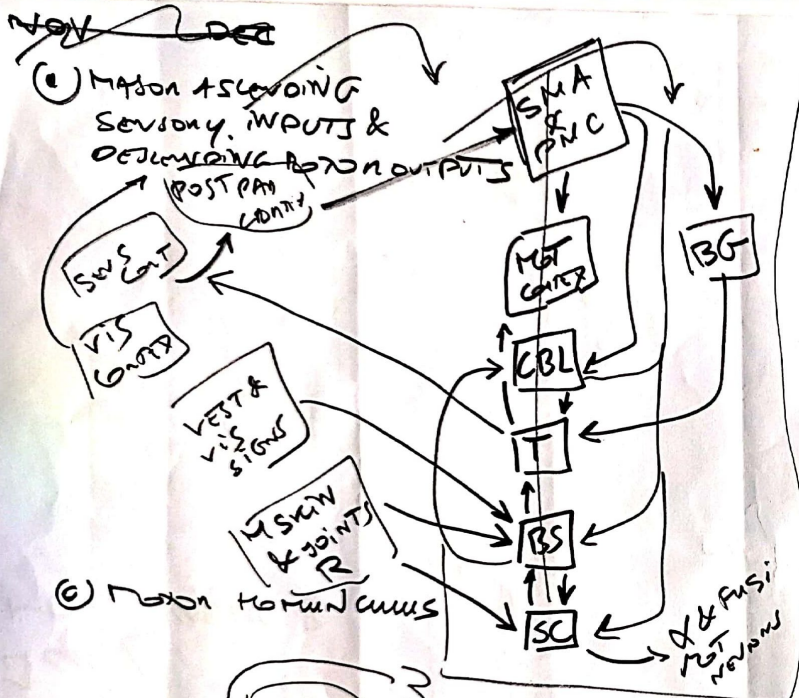 NOV DEC
(a) MAJOR ASCENDING
SENSORY INPUTS &
DESCENDING MOTOR OUTPUTS
POST PAR
SMA
&
PMC
SENS
CORT
VIS
CORTEX
MOT
CORTEX
BG
CBL
VEST &
VIS
SIGNS
T
M SKIN
& JOINTS
R
BS
(c) MOTOR HOMUNCULUS
SC
α & FUSI
MOT
NEURONS